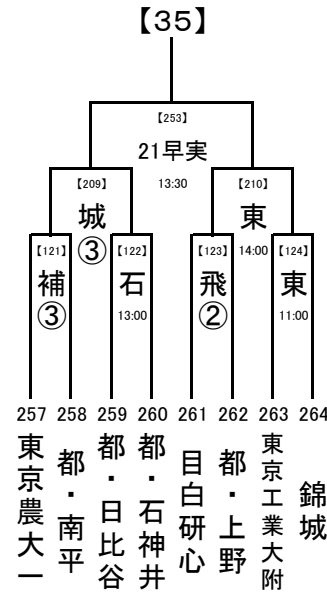 【35】
【253】
21早実
13:30
【209】
【210】
城
③
東
14:00
【121】
【122】
【123】
【124】
補
③
石
13:00
飛
②
東
11:00
257 258 259 260 261 262 263 264
東京農大一
都・南平
都・日比谷
都・石神井
目白研心
都・上野
東京工業大附
錦城